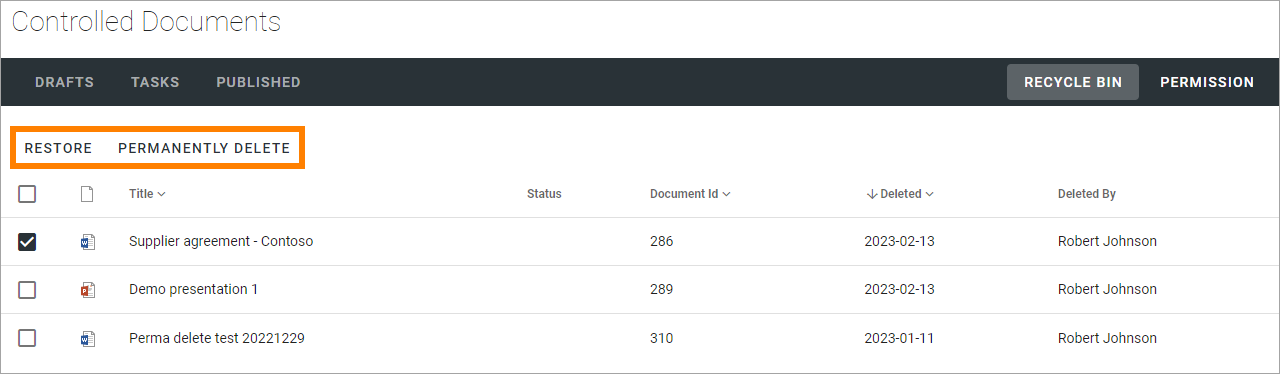 Controlled Documents
DRAFTS TASKS PUBLISHED RECYCLE BIN PERMISSION
RESTORE PERMANENTLY DELETE
Title Status Document Id Deleted Deleted By
Supplier agreement - Contoso 286 2023-02-13 Robert Johnson
Demo presentation 1 289 2023-02-13 Robert Johnson
Perma delete test 20221229 310 2023-01-11 Robert Johnson